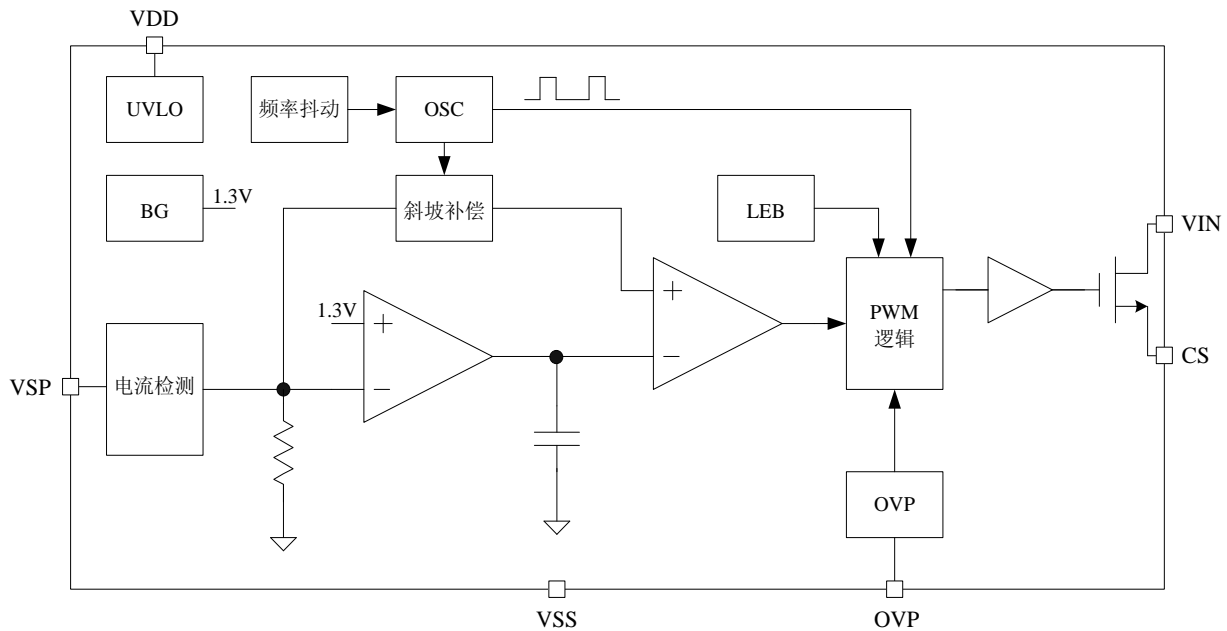 VDD
UVLO
频率抖动
OSC
BG
1.3V
斜坡补偿
LEB
VIN
1.3V
+
−
+
−
PWM
逻辑
CS
VSP
电流检测
OVP
VSS
OVP